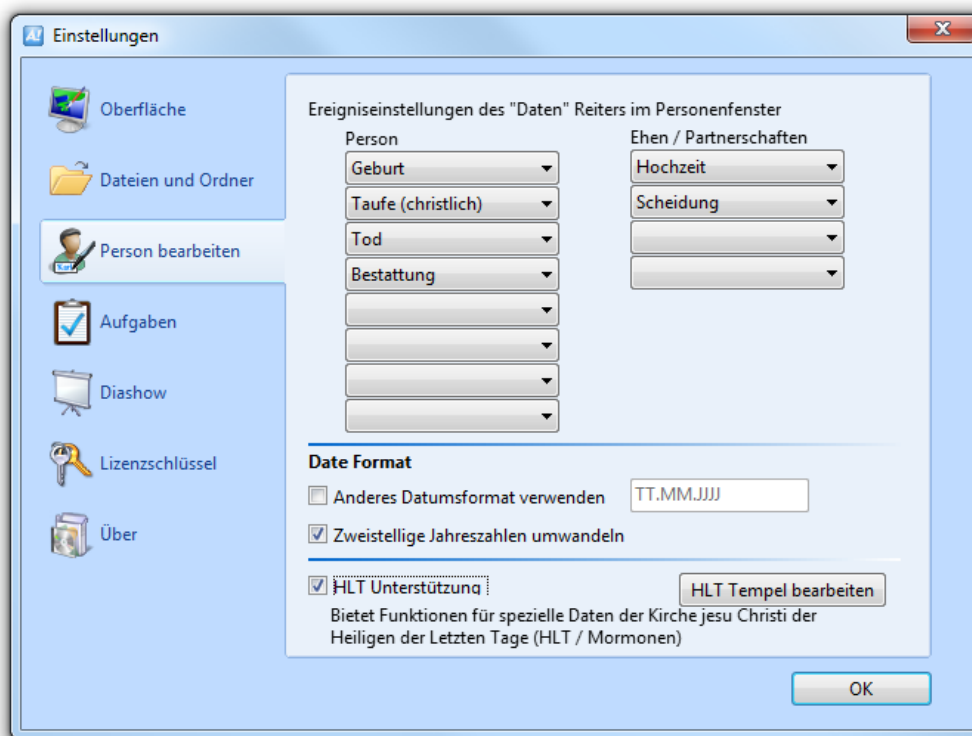 A!
Einstellungen
Oberfläche
Dateien und Ordner
Person bearbeiten
Aufgaben
Diashow
Lizenzschlüssel
Über
Ereigniseinstellungen des "Daten" Reiters im Personenfenster
Person
Ehen / Partnerschaften
Geburt
Hochzeit
Taufe (christlich)
Scheidung
Tod
Bestattung
Date Format
Anderes Datumsformat verwenden
TT.MM.JJJJ
Zweistellige Jahreszahlen umwandeln
HLT Unterstützung
HLT Tempel bearbeiten
Bietet Funktionen für spezielle Daten der Kirche jesu Christi der
Heiligen der Letzten Tage (HLT / Mormonen)
OK